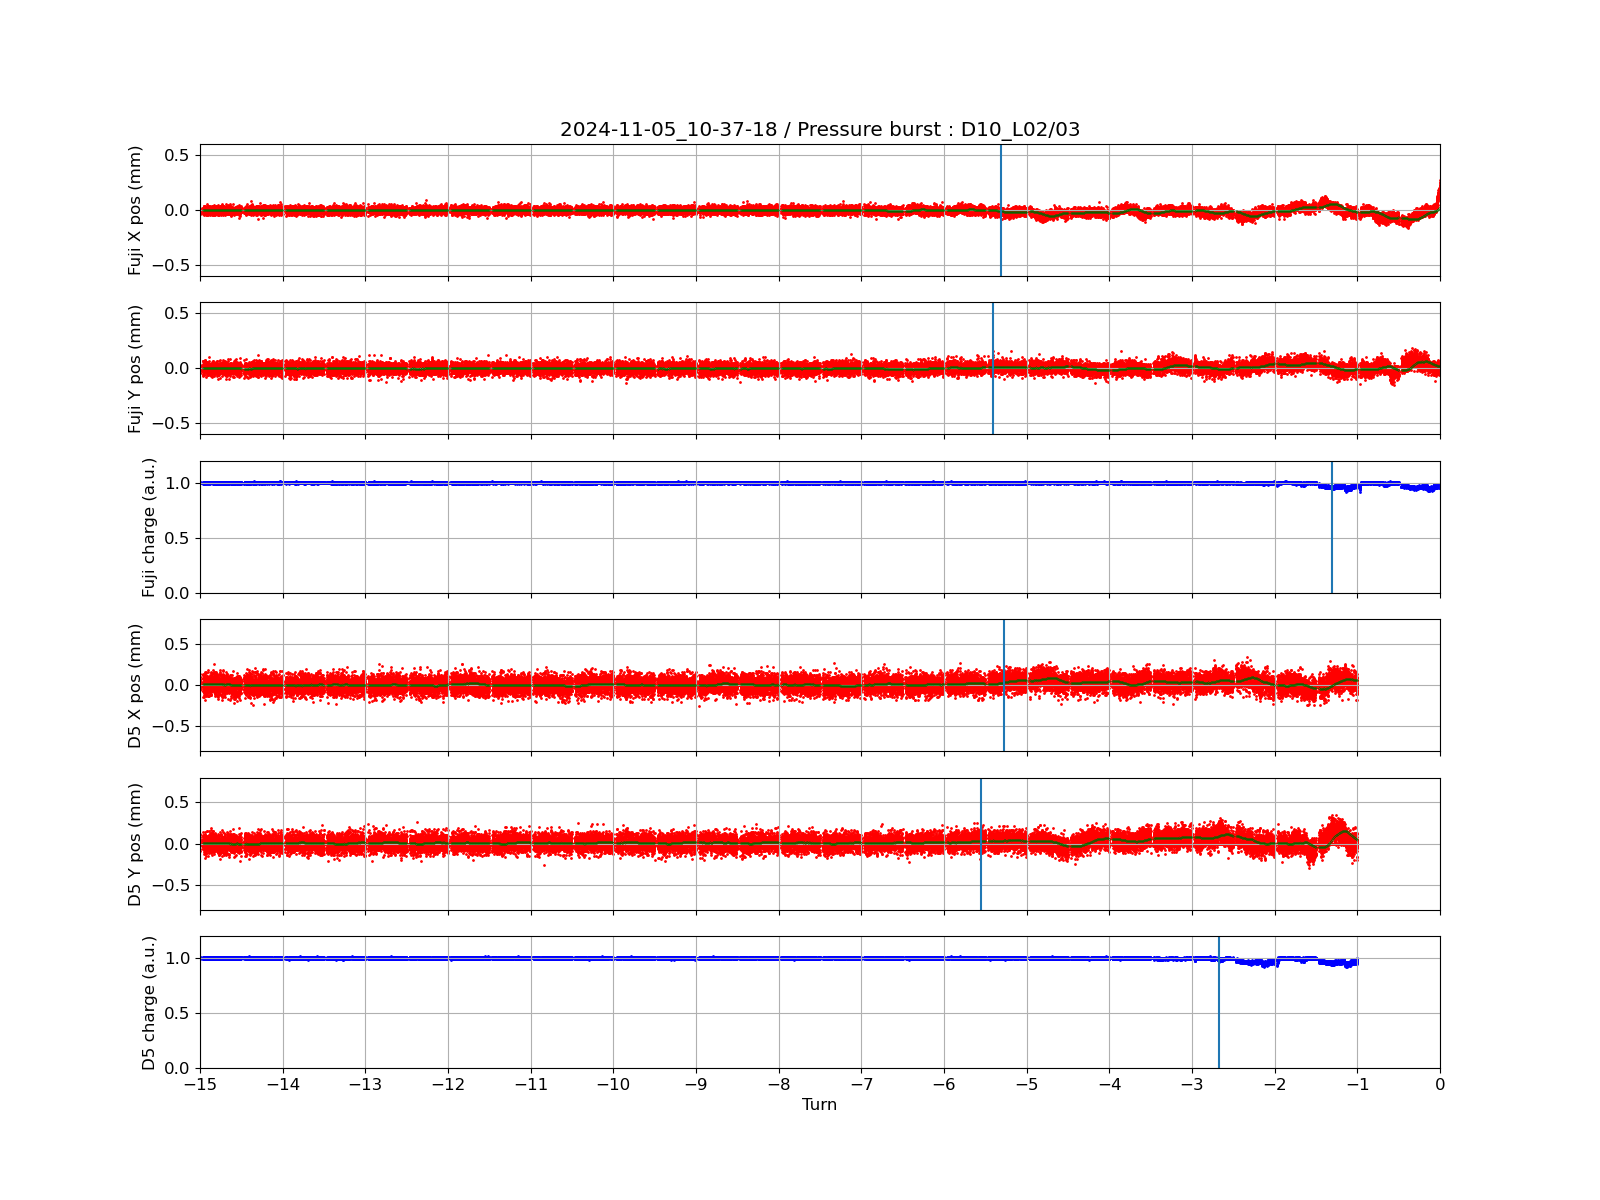 2024-11-05_10-37-18 / Pressure burst : D10_L02/03
Fuji X pos (mm)
0.5
0.0
−0.5
Fuji Y pos (mm)
0.5
0.0
−0.5
Fuji charge (a.u.)
1.0
0.5
0.0
D5 X pos (mm)
0.5
0.0
−0.5
D5 Y pos (mm)
0.5
0.0
−0.5
D5 charge (a.u.)
1.0
0.5
0.0
−15 −14 −13 −12 −11 −10 −9 −8 −7 −6 −5 −4 −3 −2 −1 0
Turn